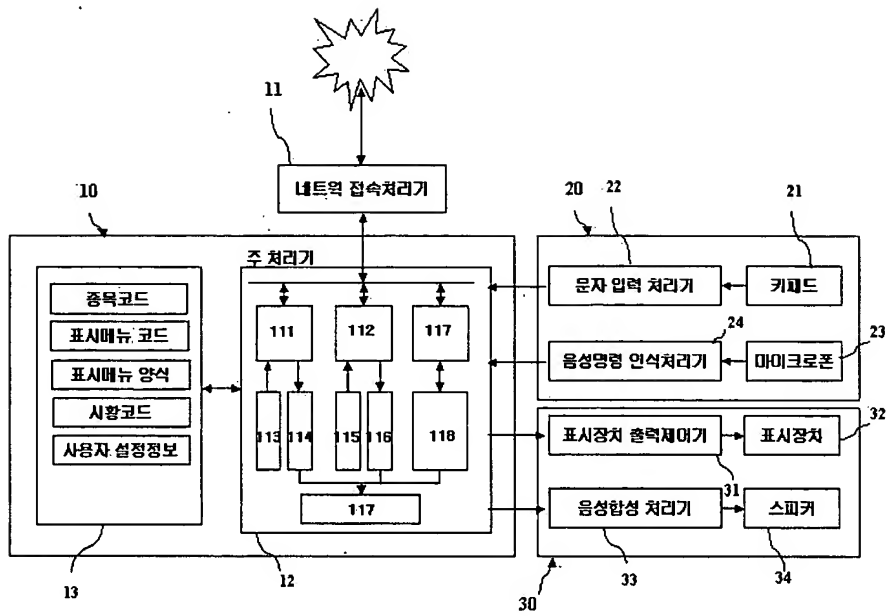 11
네트웍 접속처리기
10
주 처리기
종목코드
표시메뉴 코드
표시메뉴 양식
시황코드
사용자 설정정보
111
112
117
113
114
115
116
118
117
13
12
20
22
21
문자 입력 처리기
키패드
24
23
음성명령 인식처리기
마이크로폰
32
표시장치 출력제어기
표시장치
31
음성합성 처리기
스피커
30
33
34